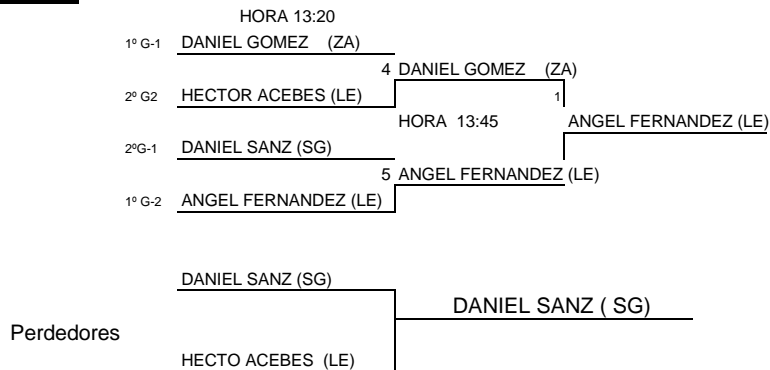 HORA 13:20
1º G-1 DANIEL GOMEZ (ZA)
4 DANIEL GOMEZ (ZA)
2º G2 HECTOR ACEBES (LE)
1
HORA 13:45 ANGEL FERNANDEZ (LE)
2ºG-1 DANIEL SANZ (SG)
5 ANGEL FERNANDEZ (LE)
1º G-2 ANGEL FERNANDEZ (LE)
DANIEL SANZ (SG)
DANIEL SANZ ( SG)
Perdedores
HECTO ACEBES (LE)